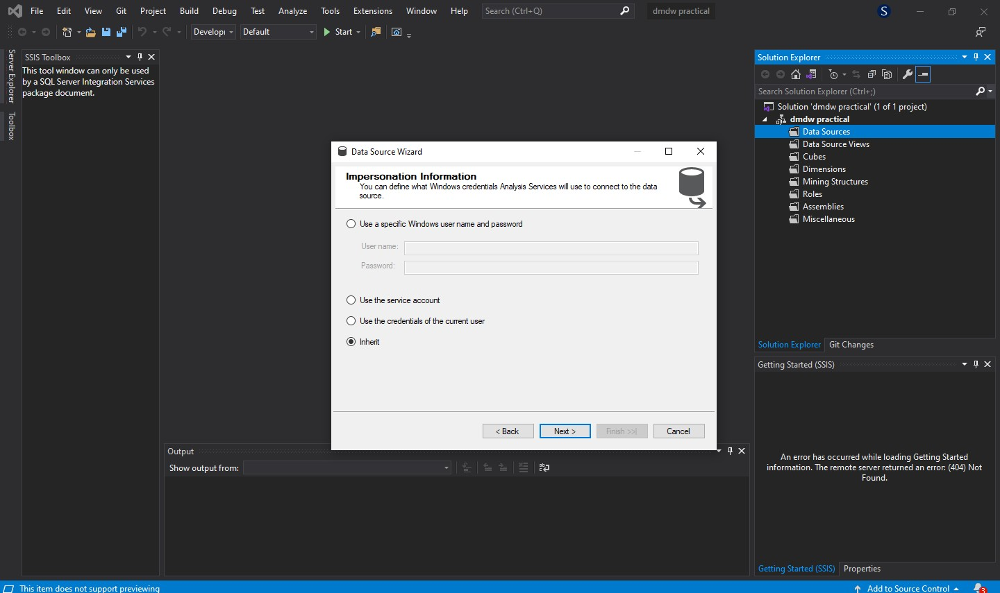 File Edit View Git Project Build Debug Test Analyze Tools Extensions Window Help Search (Ctrl+Q) dmdw practical S
Developı Default Start
Server Explorer
Toolbox
SSIS Toolbox
This tool window can only be used
by a SQL Server Integration Services
package document.
Data Source Wizard
Impersonation Information
You can define what Windows credentials Analysis Services will use to connect to the data
source.
Use a specific Windows user name and password
User name:
Password:
Use the service account
Use the credentials of the current user
Inherit
< Back Next > Finish >>| Cancel
Output
Show output from:
Solution Explorer
Search Solution Explorer (Ctrl+;)
Solution 'dmdw practical' (1 of 1 project)
dmdw practical
Data Sources
Data Source Views
Cubes
Dimensions
Mining Structures
Roles
Assemblies
Miscellaneous
Solution Explorer Git Changes
Getting Started (SSIS)
An error has occurred while loading Getting Started
information. The remote server returned an error: (404) Not
Found.
Getting Started (SSIS) Properties
This item does not support previewing Add to Source Control 3